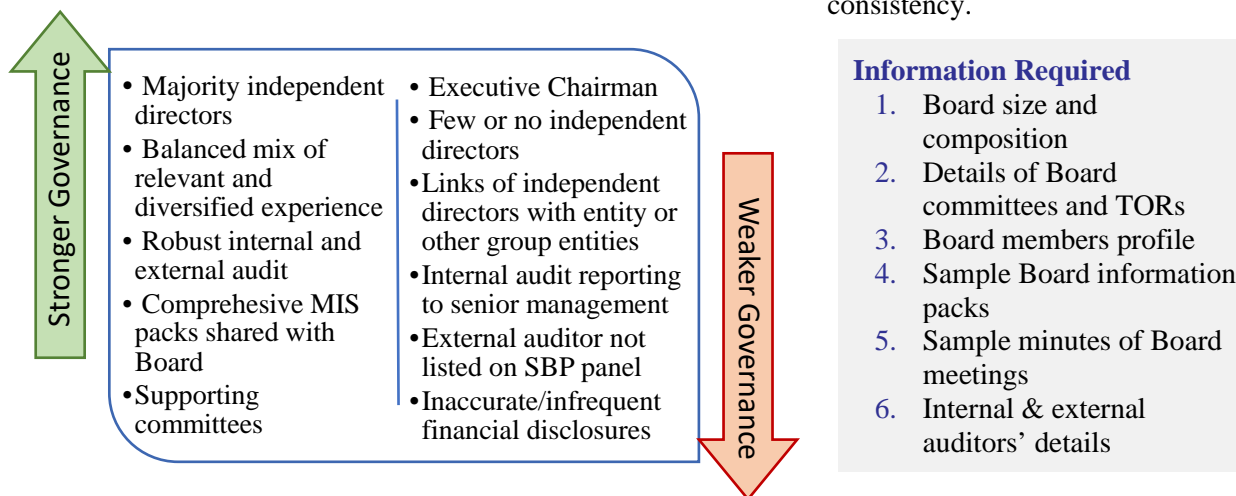 consistency.
Stronger Governance
• Majority independent
directors
• Balanced mix of
relevant and
diversified experience
• Robust internal and
external audit
• Comprehesive MIS
packs shared with
Board
•Supporting
committees
• Executive Chairman
• Few or no independent
directors
•Links of independent
directors with entity or
other group entities
•Internal audit reporting
to senior management
•External auditor not
listed on SBP panel
•Inaccurate/infrequent
financial disclosures
Weaker Governance
Information Required
1. Board size and
composition
2. Details of Board
committees and TORs
3. Board members profile
4. Sample Board information
packs
5. Sample minutes of Board
meetings
6. Internal & external
auditors’ details